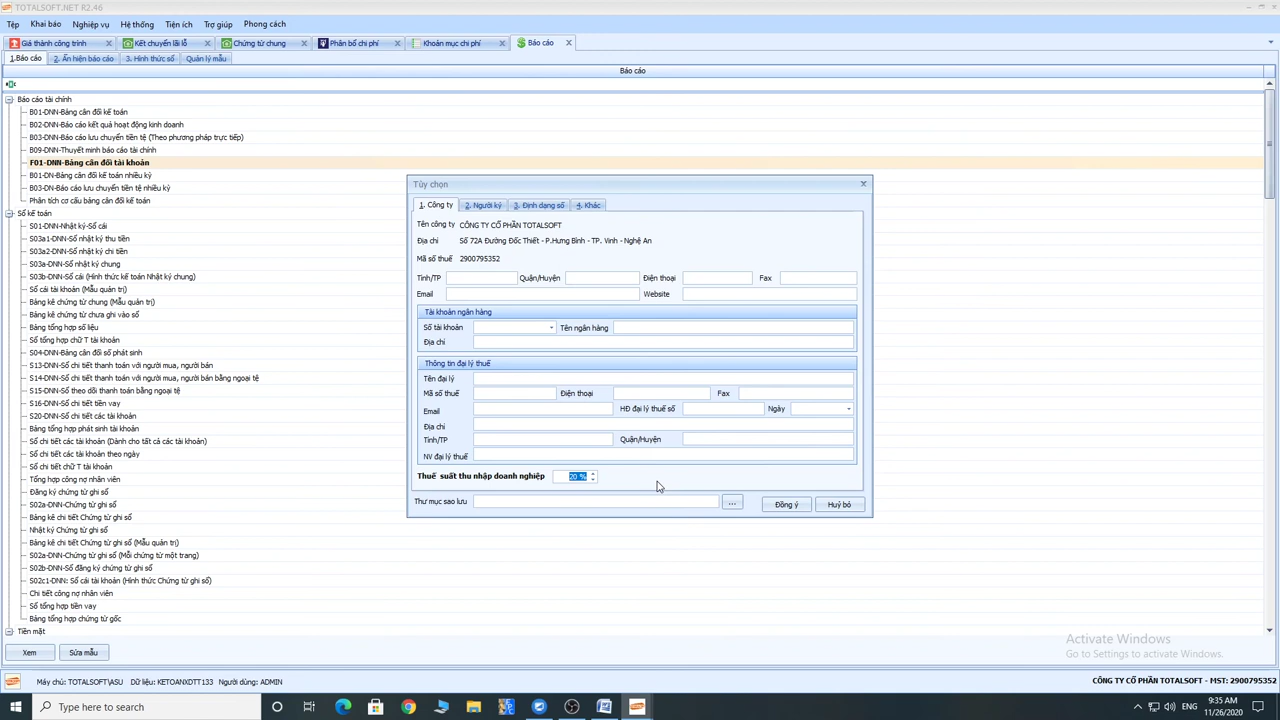 TOTALSOFT.NET R2.46
Tệp Khai báo Nghiệp vụ Hệ thống Tiện ích Trợ giúp Phong cách
Giá thành công trình Kết chuyển lãi lỗ Chứng từ chung Phân bổ chi phí Khoản mục chi phí Báo cáo
1.Báo cáo 2. Ẩn hiện báo cáo 3. Hình thức sổ Quản lý mẫu
Báo cáo
Báo cáo tài chính
B01-DNN-Bảng cân đối kế toán
B02-DNN-Báo cáo kết quả hoạt động kinh doanh
B03-DNN-Báo cáo lưu chuyển tiền tệ (Theo phương pháp trực tiếp)
B09-DNN-Thuyết minh báo cáo tài chính
F01-DNN-Bảng cân đối tài khoản
B01-DN-Bảng cân đối kế toán nhiều kỳ
B03-DN-Báo cáo lưu chuyển tiền tệ nhiều kỳ
Phân tích cơ cấu bảng cân đối kế toán
Sổ kế toán
S01-DNN-Nhật ký-Sổ cái
S03a1-DNN-Sổ nhật ký thu tiền
S03a2-DNN-Sổ nhật ký chi tiền
S03a-DNN-Sổ nhật ký chung
S03b-DNN-Sổ cái (Hình thức kế toán Nhật ký chung)
Sổ cái tài khoản (Mẫu quản trị)
Bảng kê chứng từ chung (Mẫu quản trị)
Bảng kê chứng từ chưa ghi vào sổ
Bảng tổng hợp số liệu
Sổ tổng hợp chữ T tài khoản
S04-DNN-Bảng cân đối số phát sinh
S13-DNN-Sổ chi tiết thanh toán với người mua, người bán
S14-DNN-Sổ chi tiết thanh toán với người mua, người bán bằng ngoại tệ
S15-DNN-Sổ theo dõi thanh toán bằng ngoại tệ
S16-DNN-Sổ chi tiết tiền vay
S20-DNN-Sổ chi tiết các tài khoản
Bảng tổng hợp phát sinh tài khoản
Sổ chi tiết các tài khoản (Dành cho tất cả các tài khoản)
Sổ chi tiết các tài khoản theo ngày
Sổ chi tiết chữ T tài khoản
Tổng hợp công nợ nhân viên
Đăng ký chứng từ ghi sổ
S02a-DNN-Chứng từ ghi sổ
Bảng kê chi tiết Chứng từ ghi sổ
Nhật ký Chứng từ ghi sổ
Bảng kê chi tiết Chứng từ ghi sổ (Mẫu quản trị)
S02a-DNN-Chứng từ ghi sổ (Mỗi chứng từ một trang)
S02b-DNN-Sổ đăng ký chứng từ ghi sổ
S02c1-DNN: Sổ cái tài khoản (Hình thức Chứng từ ghi sổ)
Chi tiết công nợ nhân viên
Sổ tổng hợp tiền vay
Bảng tổng hợp chứng từ gốc
Tiền mặt
Xem Sửa mẫu
Tùy chọn
1. Công ty 2. Người ký 3. Định dạng số 4. Khác
Tên công ty CÔNG TY CỔ PHẦN TOTALSOFT
Địa chỉ Số 72A Đường Đốc Thiết - P.Hưng Bình - TP. Vinh - Nghệ An
Mã số thuế 2900795352
Tỉnh/TP Quận/Huyện Điện thoại Fax
Email Website
Tài khoản ngân hàng
Số tài khoản Tên ngân hàng
Địa chỉ
Thông tin đại lý thuế
Tên đại lý
Mã số thuế Điện thoại Fax
Email HĐ đại lý thuế số Ngày
Địa chỉ
Tỉnh/TP Quận/Huyện
NV đại lý thuế
Thuế suất thu nhập doanh nghiệp 20 %
Thư mục sao lưu ... Đồng ý Huỷ bỏ
Activate Windows
Go to Settings to activate Windows.
Máy chủ: TOTALSOFT\ASU Dữ liệu: KETOANXDTT133 Người dùng: ADMIN CÔNG TY CỔ PHẦN TOTALSOFT - MST: 2900795352
Type here to search
ENG
9:35 AM
11/26/2020